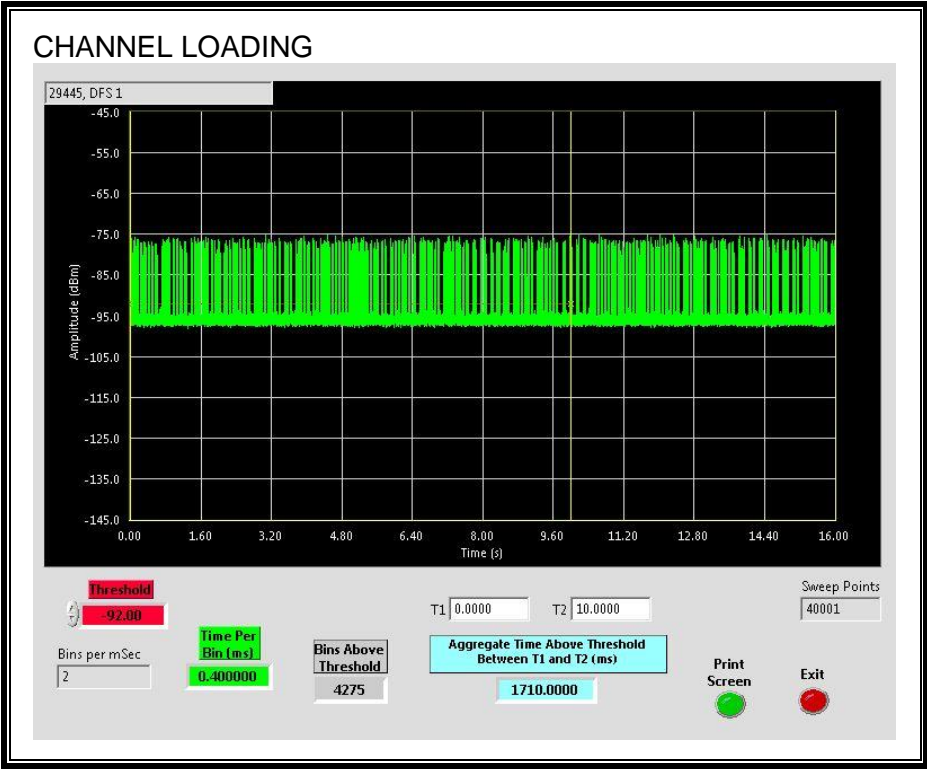 CHANNEL LOADING
29445, DFS 1
-45.0
-55.0
-65.0
-75.0
-85.0
-95.0
-105.0
-115.0
-125.0
-135.0
-145.0
Amplitude (dBm)
0.00 1.60 3.20 4.80 6.40 8.00 9.60 11.20 12.80 14.40 16.00
Time (s)
Threshold
-92.00
Bins per mSec
2
Time Per
Bin (ms)
0.400000
Bins Above
Threshold
4275
T1 0.0000 T2 10.0000
Aggregate Time Above Threshold
Between T1 and T2 (ms)
1710.0000
Sweep Points
40001
Print
Screen
Exit